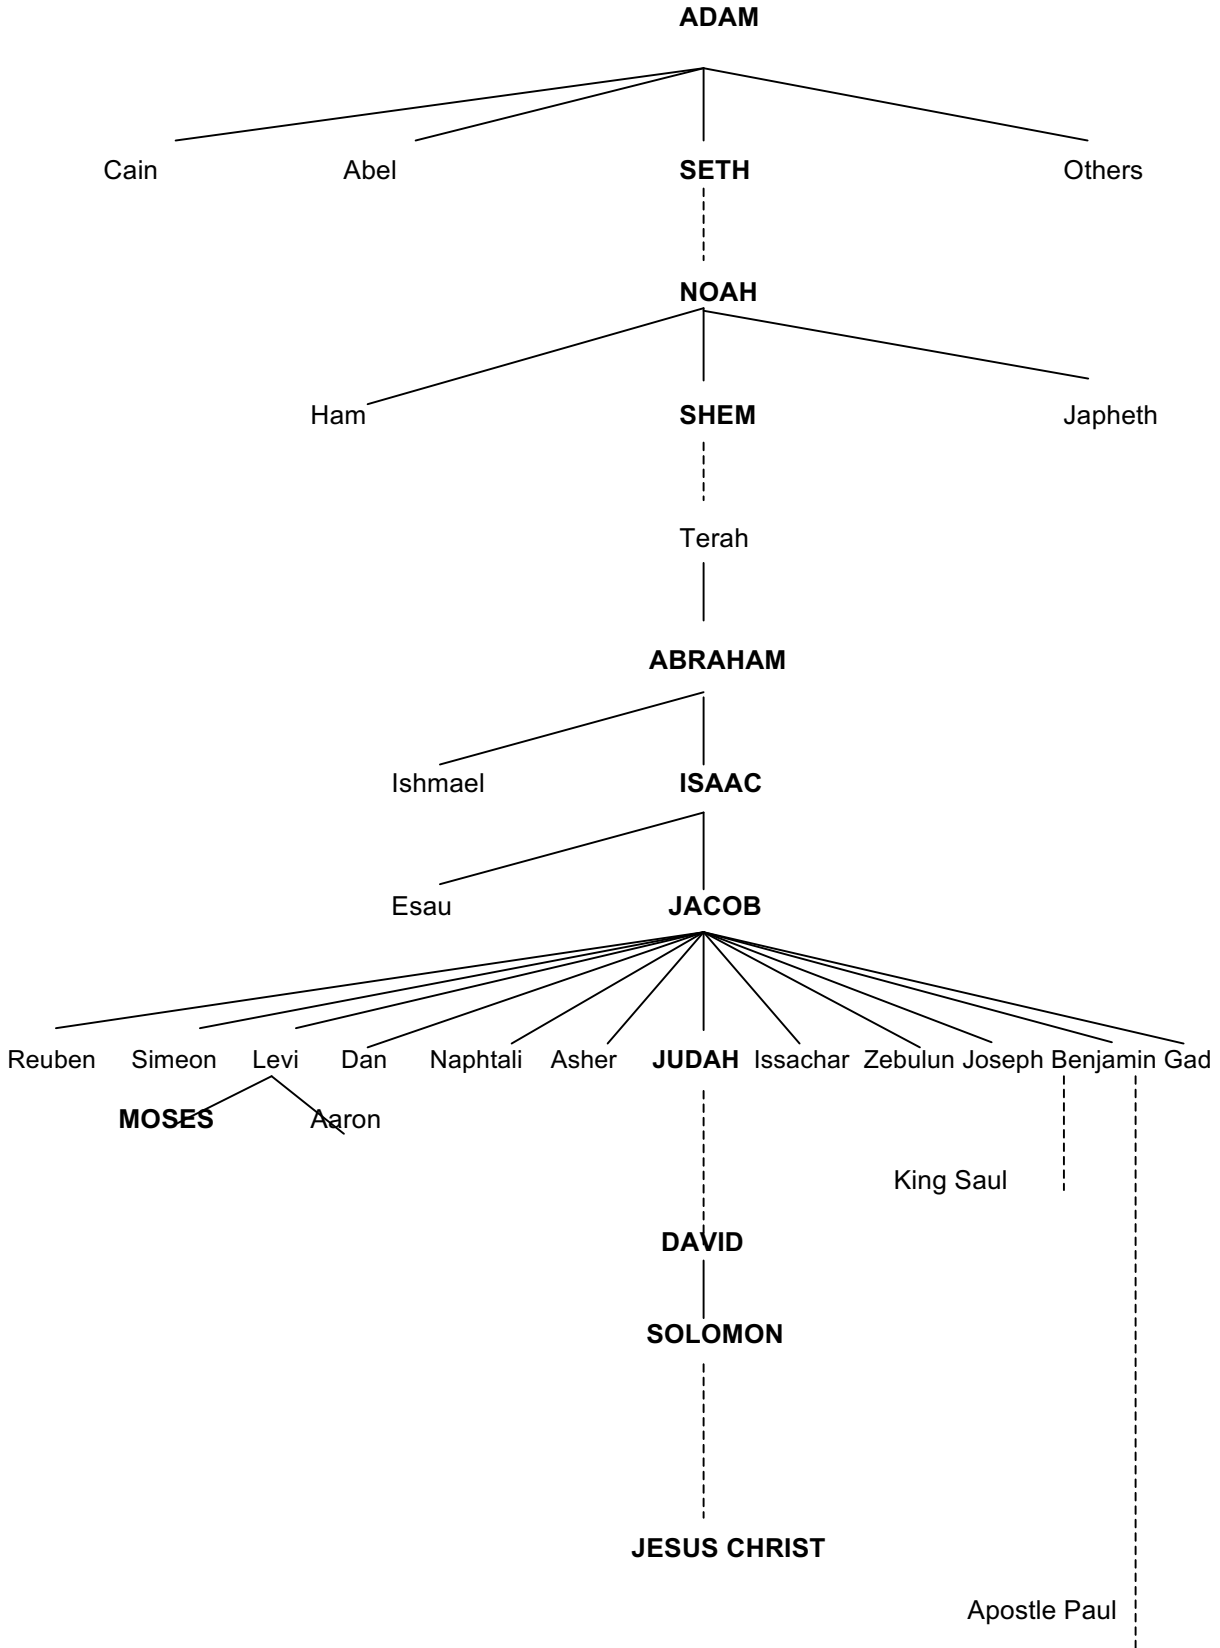 ADAM
Cain Abel SETH Others
NOAH
Ham SHEM Japheth
Terah
ABRAHAM
Ishmael ISAAC
Esau JACOB
Reuben Simeon Levi Dan Naphtali Asher JUDAH Issachar Zebulun Joseph Benjamin Gad
MOSES Aaron
King Saul
DAVID
SOLOMON
JESUS CHRIST
Apostle Paul